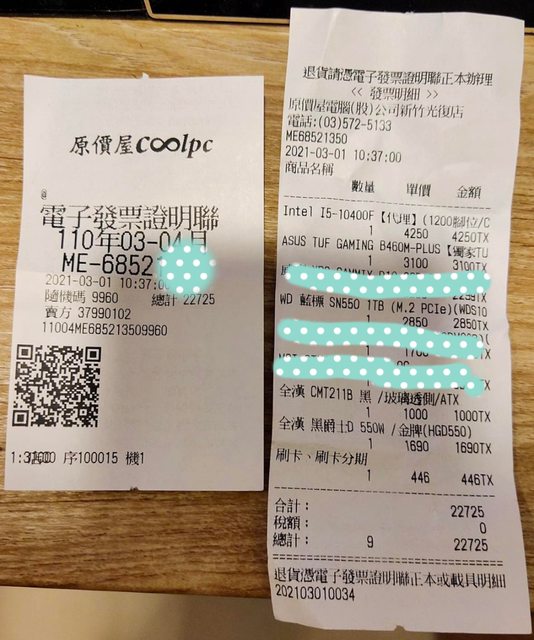 原價屋coolpc
@
電子發票證明聯
110年03-04月
ME-6852
2021-03-01 10:37:00
隨機碼 9960 總計 22725
賣方 37990102
11004ME685213509960
序100015 機1
退貨請憑電子發票證明聯正本辦理
<< 發票明細 >>
原價屋電腦(股)公司新竹光復店
電話:(03)572-5133
ME68521350
2021-03-01 10:37:00
商品名稱
數量 單價 金額
Intel I5-10400F【代理】(1200腳位/C
1 4250 4250TX
ASUS TUF GAMING B460M-PLUS【獨家TU
1 3100 3100TX
WD 藍標 SN550 1TB (M.2 PCIe)(WDS10
1 2850 2850TX
全漢 CMT211B 黑 /玻璃透側/ATX
1 1000 1000TX
全漢 黑爵士D 550W /金牌(HGD550)
1 1690 1690TX
刷卡、刷卡分期
1 446 446TX
合計: 22725
稅額: 0
總計: 9 22725
退貨憑電子發票證明聯正本或載具明細
202103010034